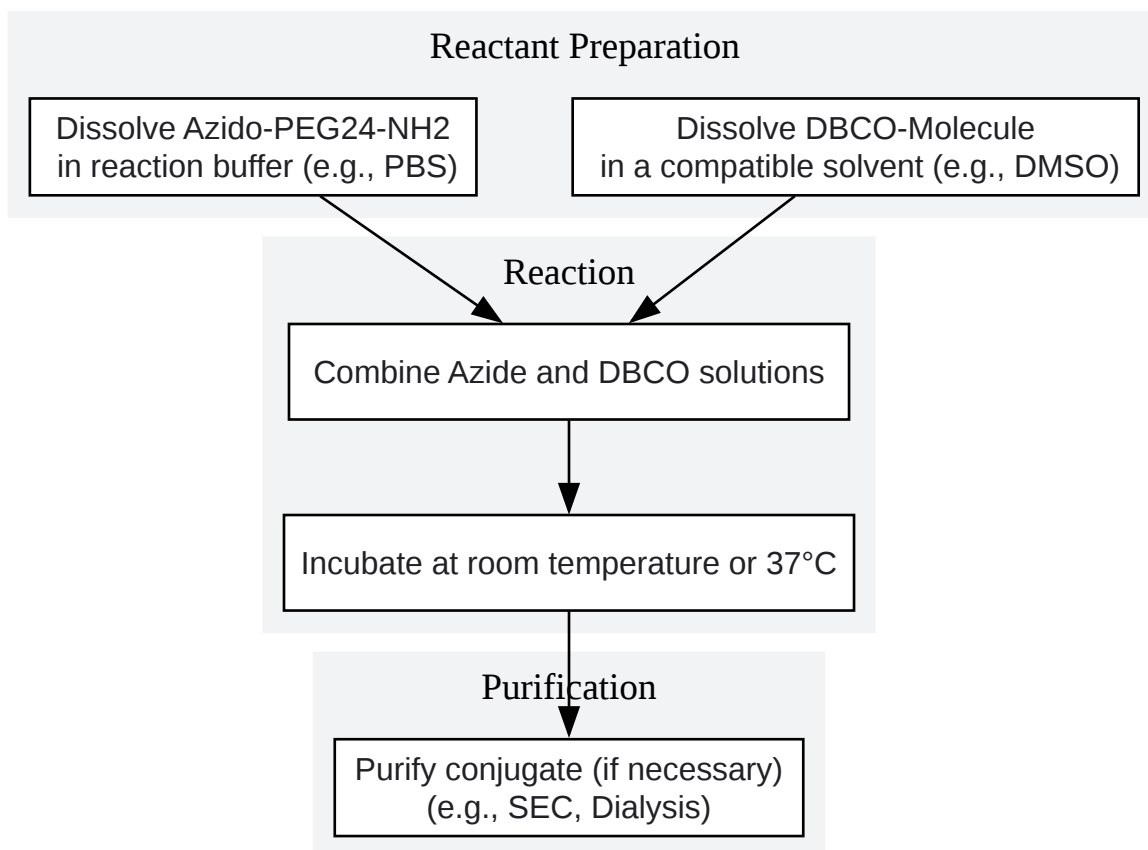 Reactant Preparation
Dissolve Azido-PEG24-NH2
in reaction buffer (e.g., PBS)
Dissolve DBCO-Molecule
in a compatible solvent (e.g., DMSO)
Reaction
Combine Azide and DBCO solutions
Incubate at room temperature or 37°C
Purification
Purify conjugate (if necessary)
(e.g., SEC, Dialysis)